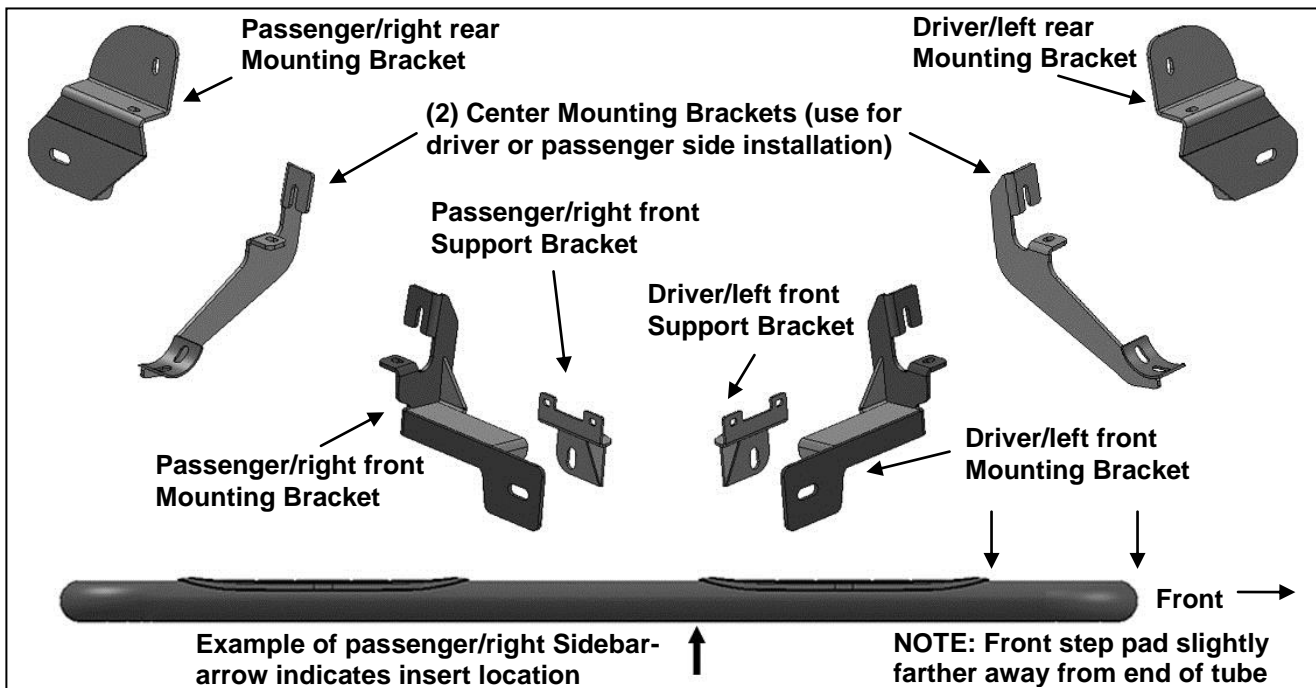 Passenger/right rear
Mounting Bracket
Driver/left rear
Mounting Bracket
(2) Center Mounting Brackets (use for
driver or passenger side installation)
Passenger/right front
Support Bracket
Driver/left front
Support Bracket
Passenger/right front
Mounting Bracket
Driver/left front
Mounting Bracket
Front
Example of passenger/right Sidebar-
arrow indicates insert location
NOTE: Front step pad slightly
farther away from end of tube